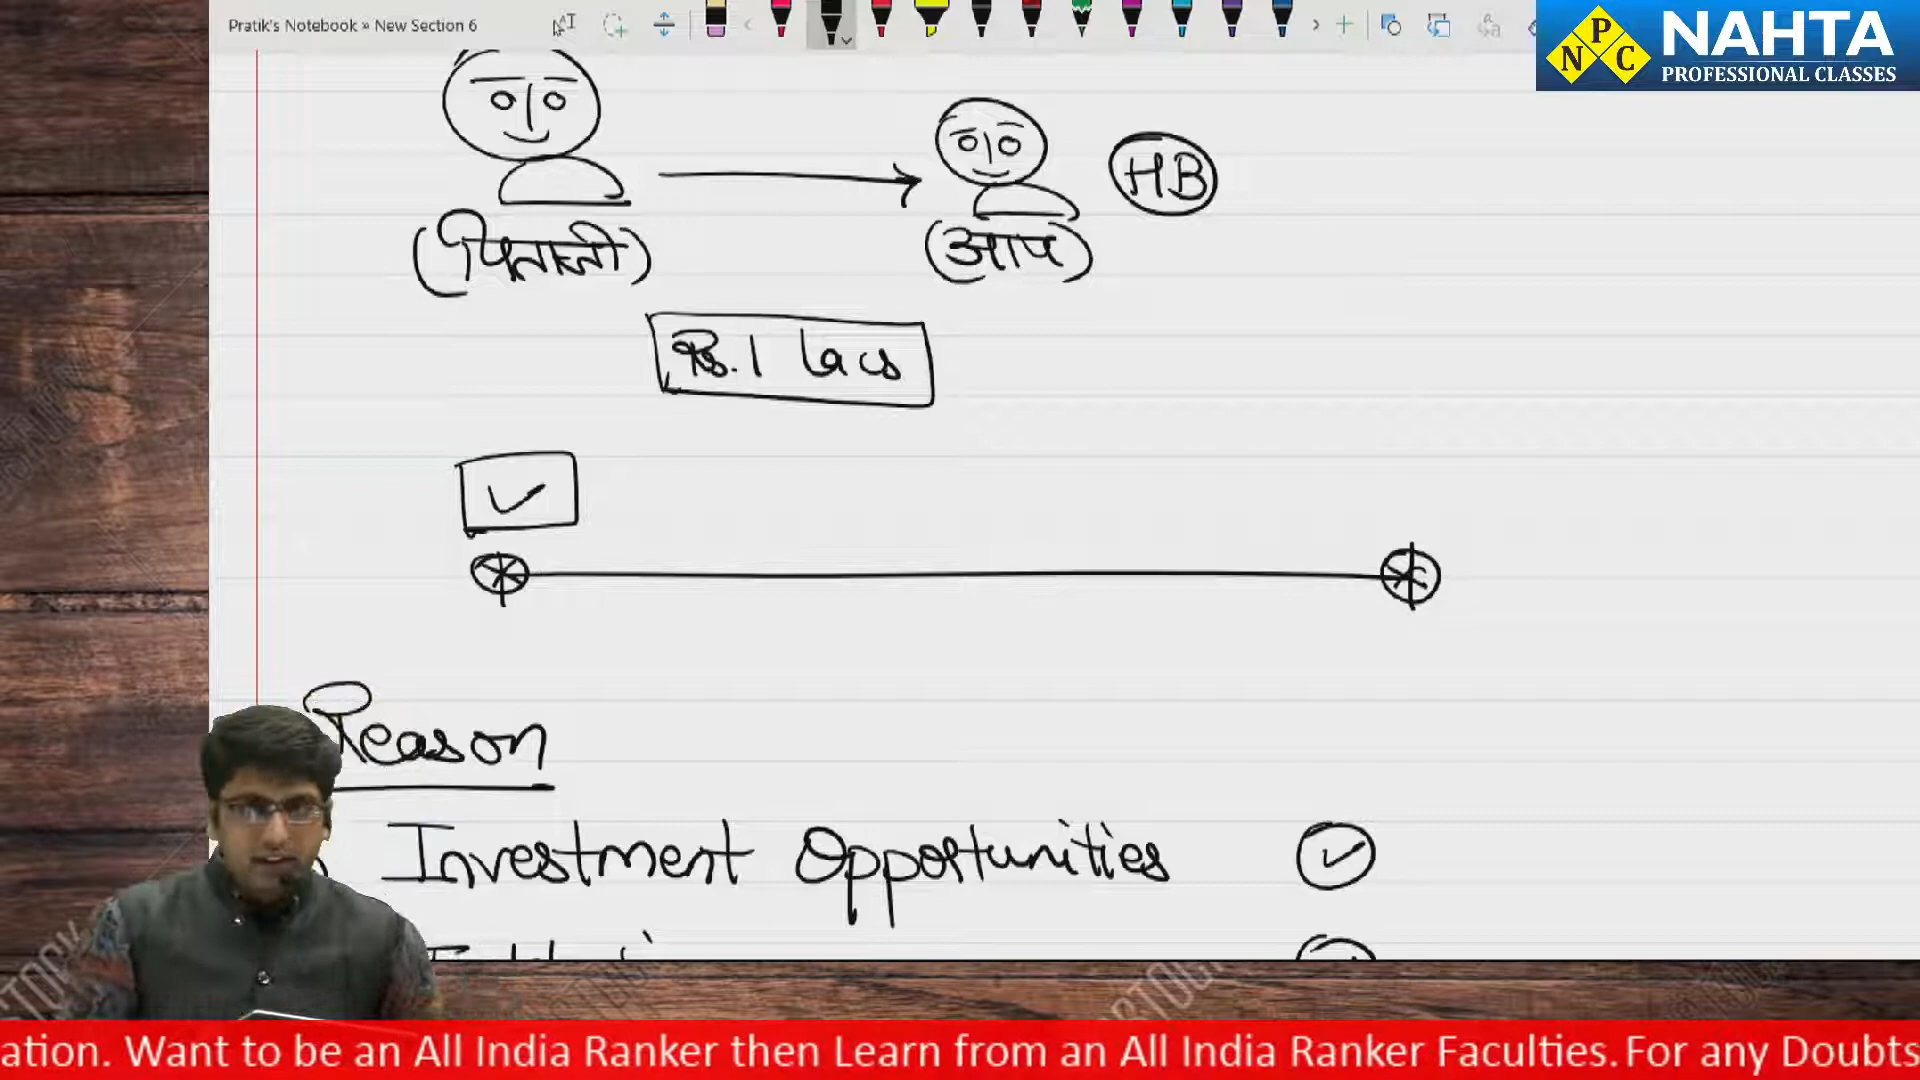 Pratik's Notebook » New Section 6
NPC
NAHTA
PROFESSIONAL CLASSES
HB
(पिताजी)
(आप)
Rs. 1 lacs
Reason
Investment Opportunities
ation. Want to be an All India Ranker then Learn from an All India Ranker Faculties. For any Doubts